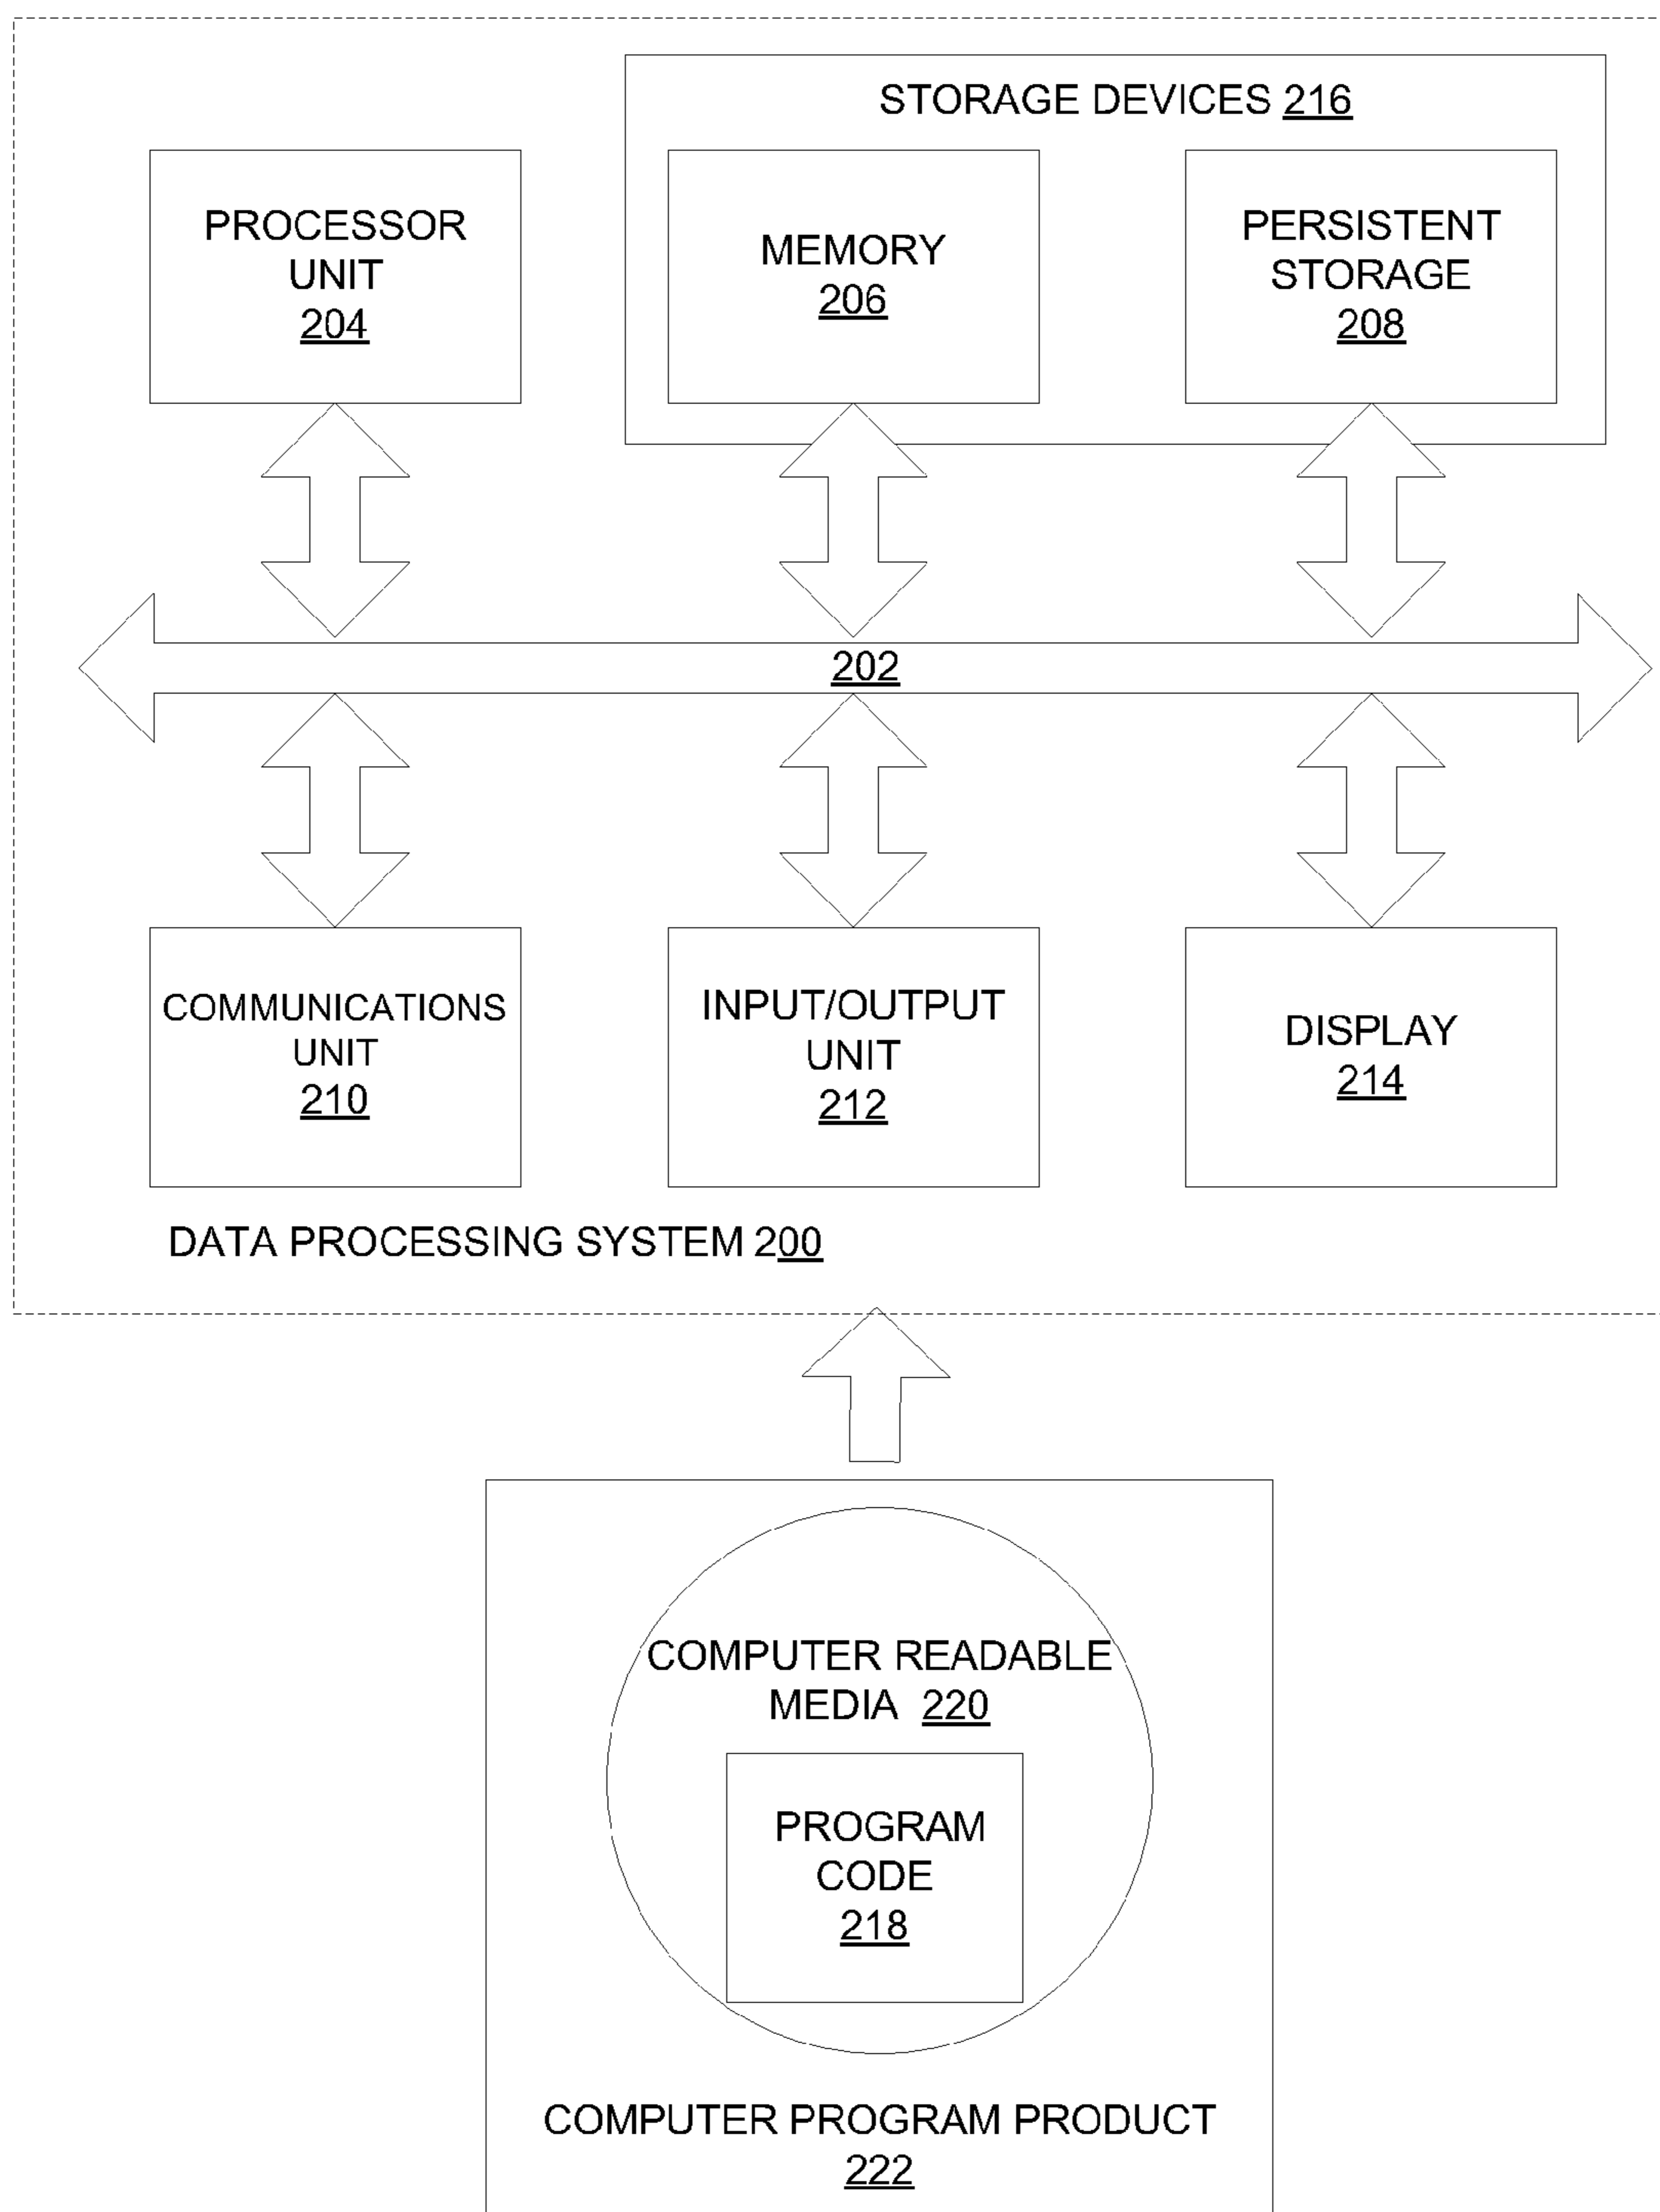 STORAGE DEVICES 216
PROCESSOR
UNIT
204
MEMORY
206
PERSISTENT
STORAGE
208
202
COMMUNICATIONS
UNIT
210
INPUT/OUTPUT
UNIT
212
DISPLAY
214
DATA PROCESSING SYSTEM 200
COMPUTER READABLE
MEDIA 220
PROGRAM
CODE
218
COMPUTER PROGRAM PRODUCT
222